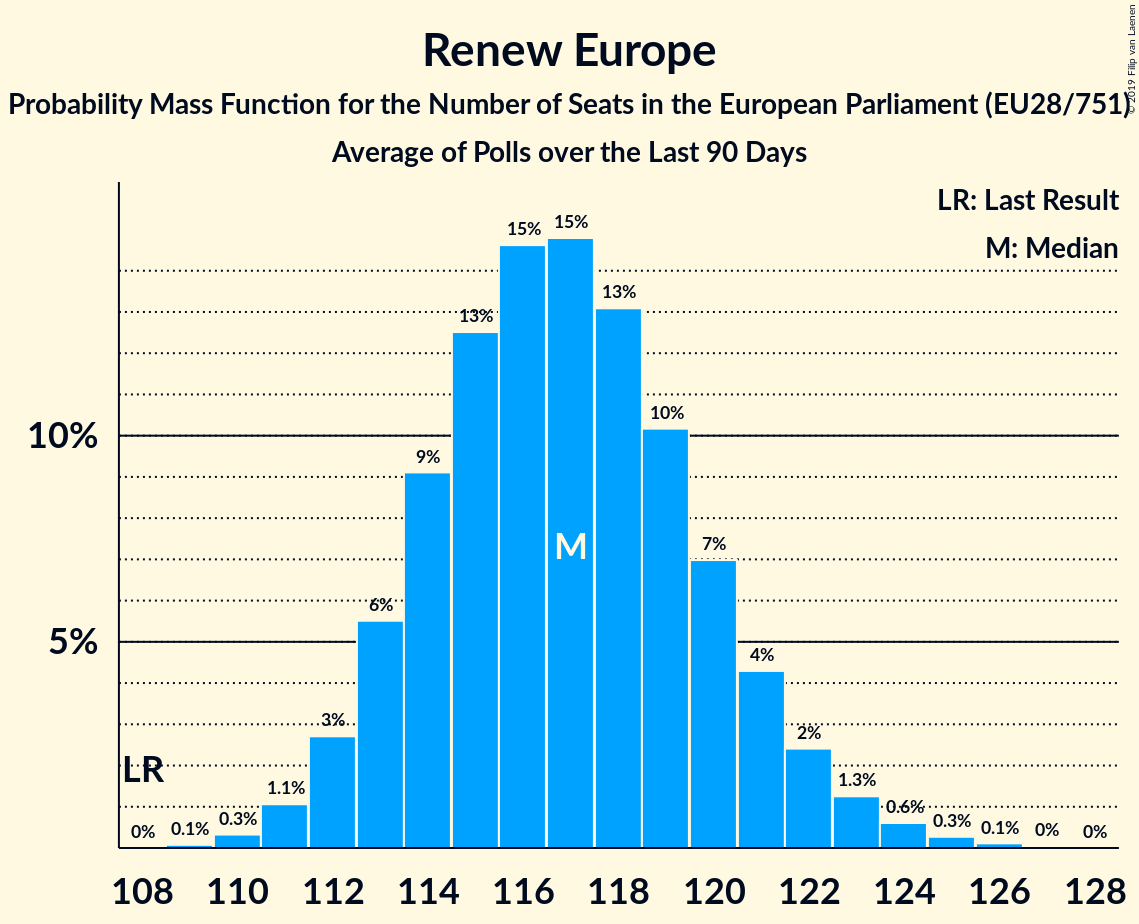 Renew Europe
Probability Mass Function for the Number of Seats in the European Parliament (EU28/751)
Average of Polls over the Last 90 Days
© 2019 Filip van Laenen
LR: Last Result
M: Median
15% 15%
13% 13%
10%
10%
9%
7%
M
6%
5%
4%
3%
2%
LR
1.1% 1.3%
0% 0.1% 0.3% 0.6% 0.3% 0.1% 0% 0%
108 110 112 114 116 118 120 122 124 126 128